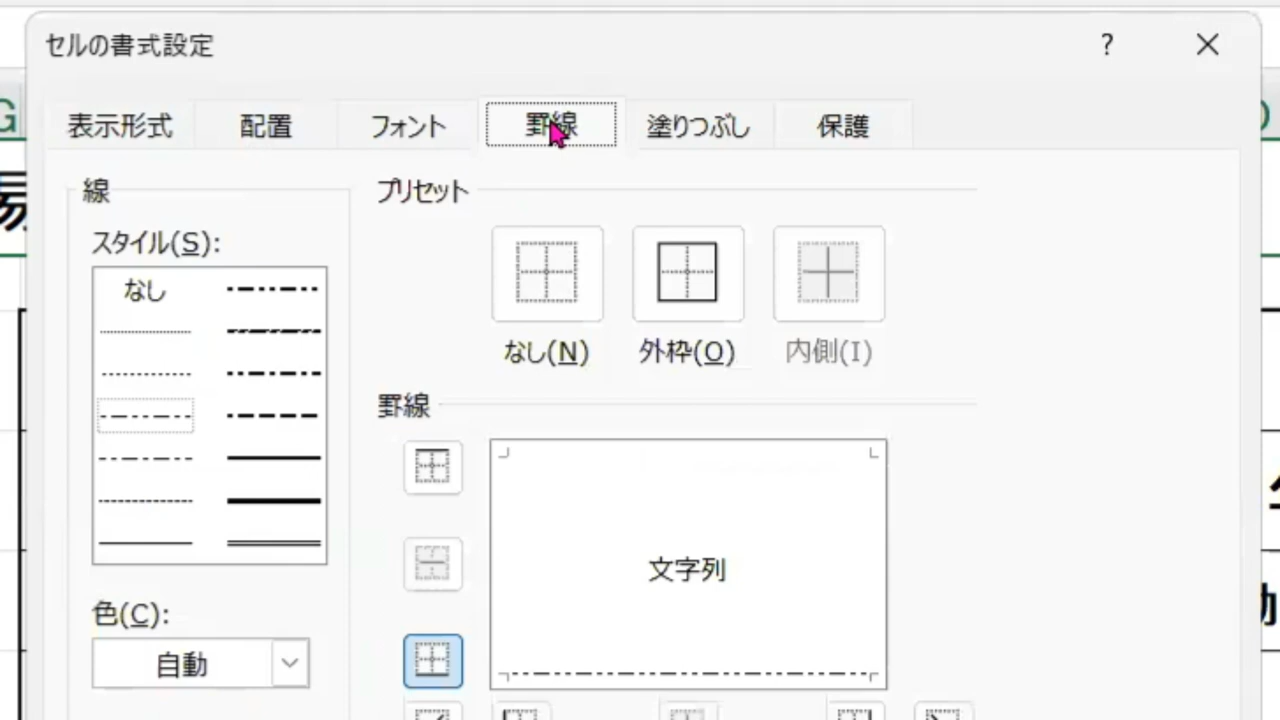 セルの書式設定
?
表示形式 配置 フォント 罫線 塗りつぶし 保護
線
スタイル(S):
なし
色(C):
自動
プリセット
なし(N) 外枠(O) 内側(I)
罫線
文字列